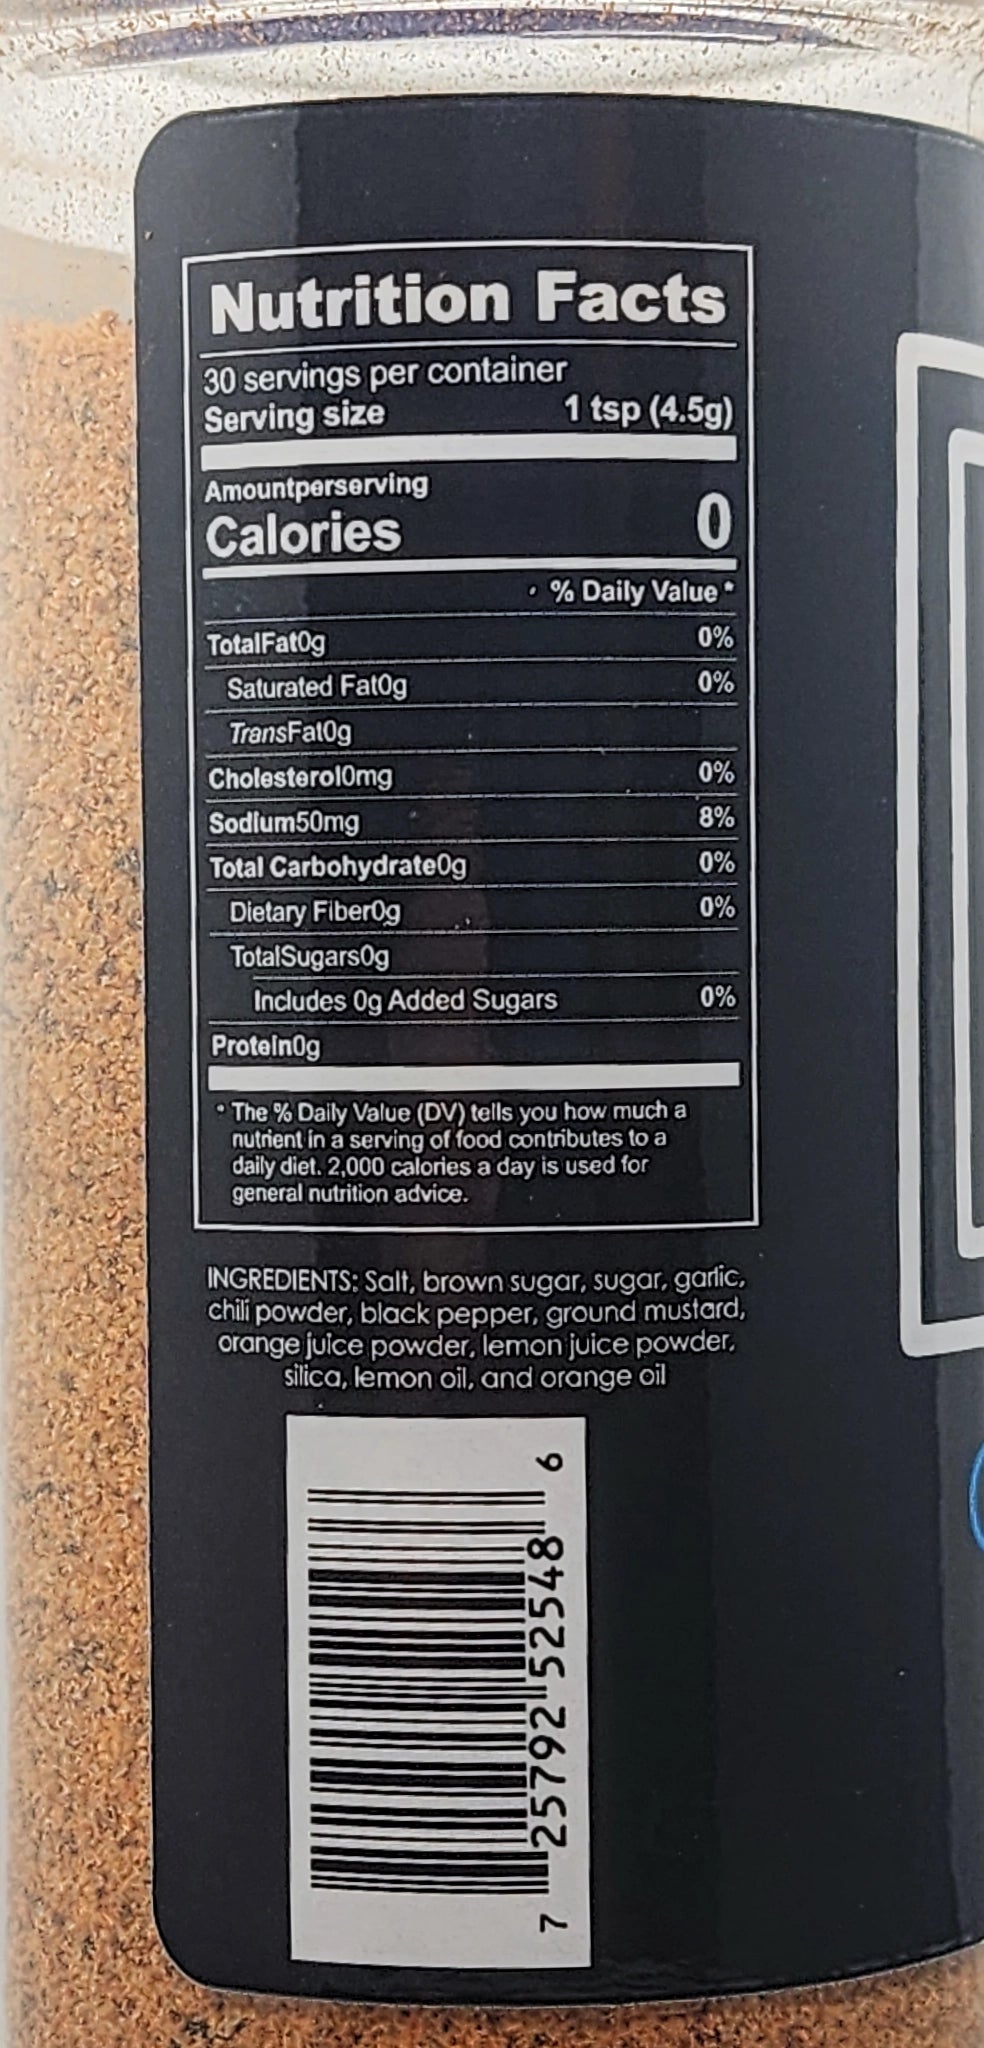 Nutrition Facts
30 servings per container
Serving size 1 tsp (4.5g)
Amountperserving
Calories 0
% Daily Value *
TotalFat0g 0%
Saturated Fat0g 0%
TransFat0g
Cholesterol0mg 0%
Sodium50mg 8%
Total Carbohydrate0g 0%
Dietary Fiber0g 0%
TotalSugars0g
Includes 0g Added Sugars 0%
Protein0g
* The % Daily Value (DV) tells you how much a
nutrient in a serving of food contributes to a
daily diet. 2,000 calories a day is used for
general nutrition advice.
INGREDIENTS: Salt, brown sugar, sugar, garlic,
chili powder, black pepper, ground mustard,
orange juice powder, lemon juice powder,
silica, lemon oil, and orange oil
7 25792 52548 6